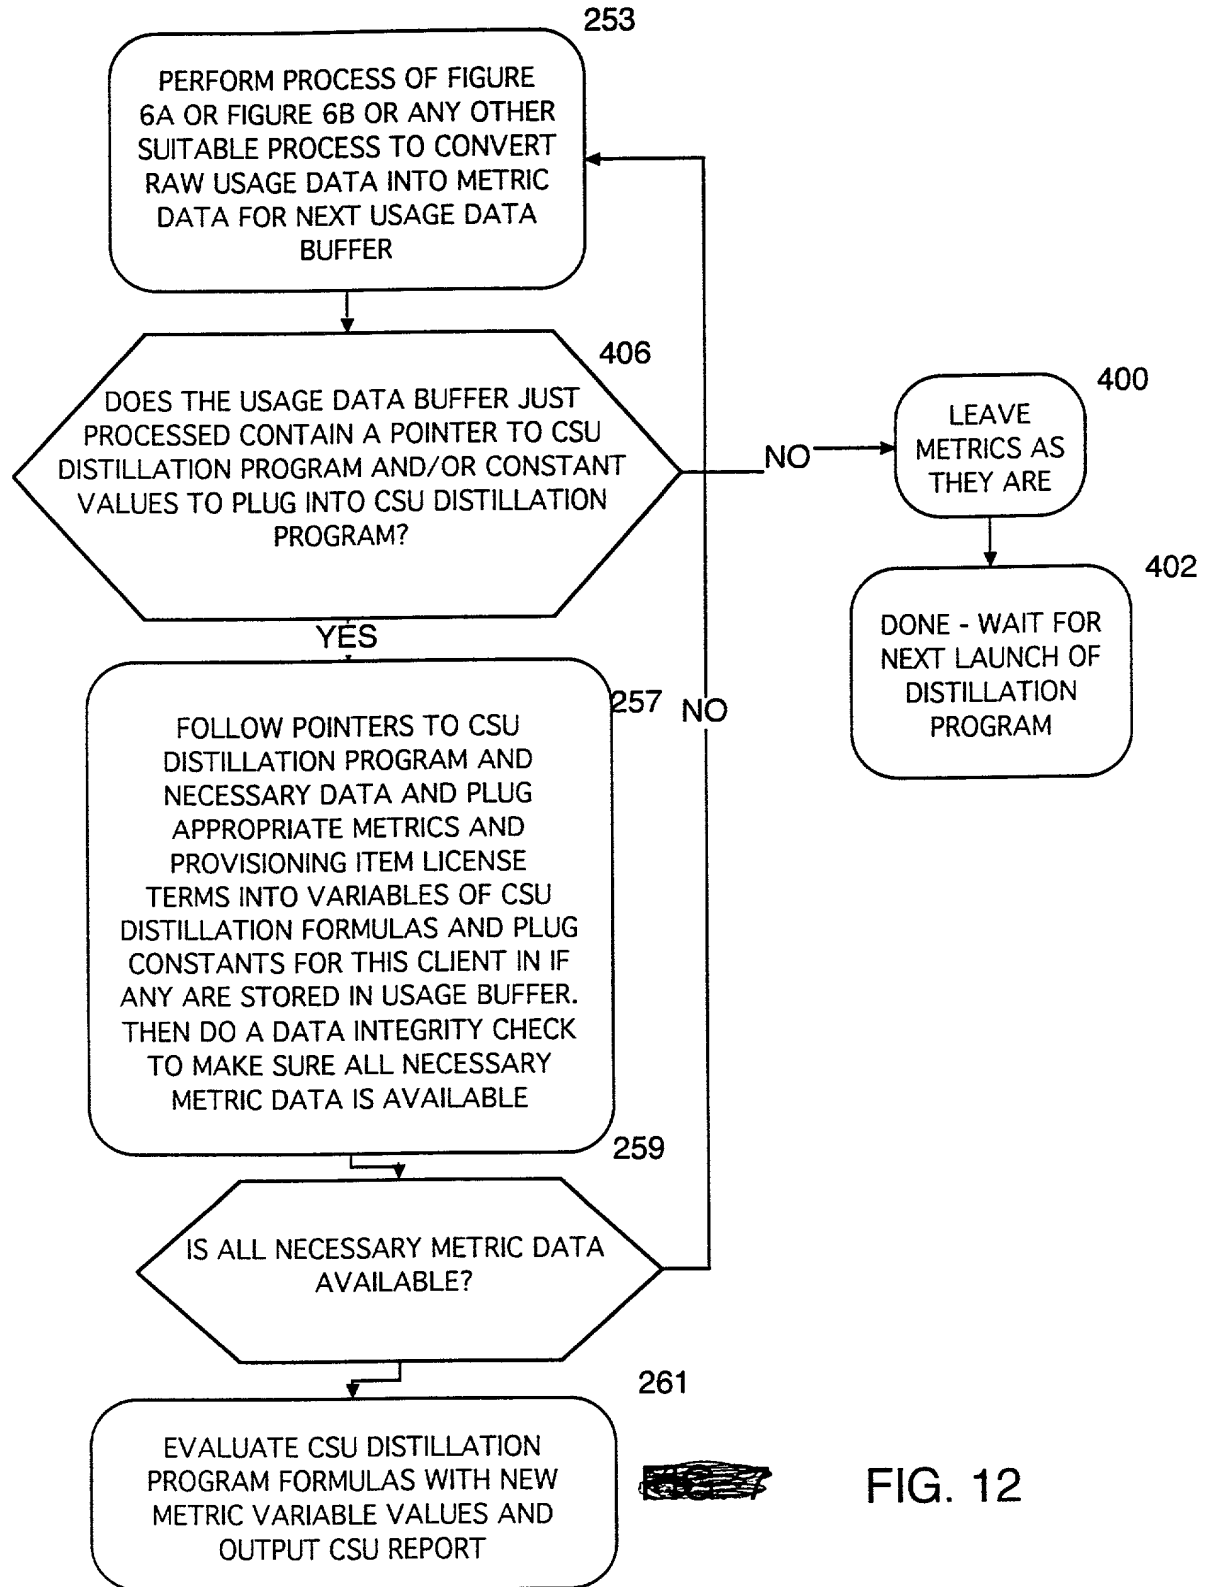 253
PERFORM PROCESS OF FIGURE
6A OR FIGURE 6B OR ANY OTHER
SUITABLE PROCESS TO CONVERT
RAW USAGE DATA INTO METRIC
DATA FOR NEXT USAGE DATA
BUFFER
406
DOES THE USAGE DATA BUFFER JUST
PROCESSED CONTAIN A POINTER TO CSU
DISTILLATION PROGRAM AND/OR CONSTANT
VALUES TO PLUG INTO CSU DISTILLATION
PROGRAM?
NO
400
LEAVE
METRICS AS
THEY ARE
402
DONE - WAIT FOR
NEXT LAUNCH OF
DISTILLATION
PROGRAM
YES
257
NO
FOLLOW POINTERS TO CSU
DISTILLATION PROGRAM AND
NECESSARY DATA AND PLUG
APPROPRIATE METRICS AND
PROVISIONING ITEM LICENSE
TERMS INTO VARIABLES OF CSU
DISTILLATION FORMULAS AND PLUG
CONSTANTS FOR THIS CLIENT IN IF
ANY ARE STORED IN USAGE BUFFER.
THEN DO A DATA INTEGRITY CHECK
TO MAKE SURE ALL NECESSARY
METRIC DATA IS AVAILABLE
259
IS ALL NECESSARY METRIC DATA
AVAILABLE?
261
EVALUATE CSU DISTILLATION
PROGRAM FORMULAS WITH NEW
METRIC VARIABLE VALUES AND
OUTPUT CSU REPORT
FIG. 12